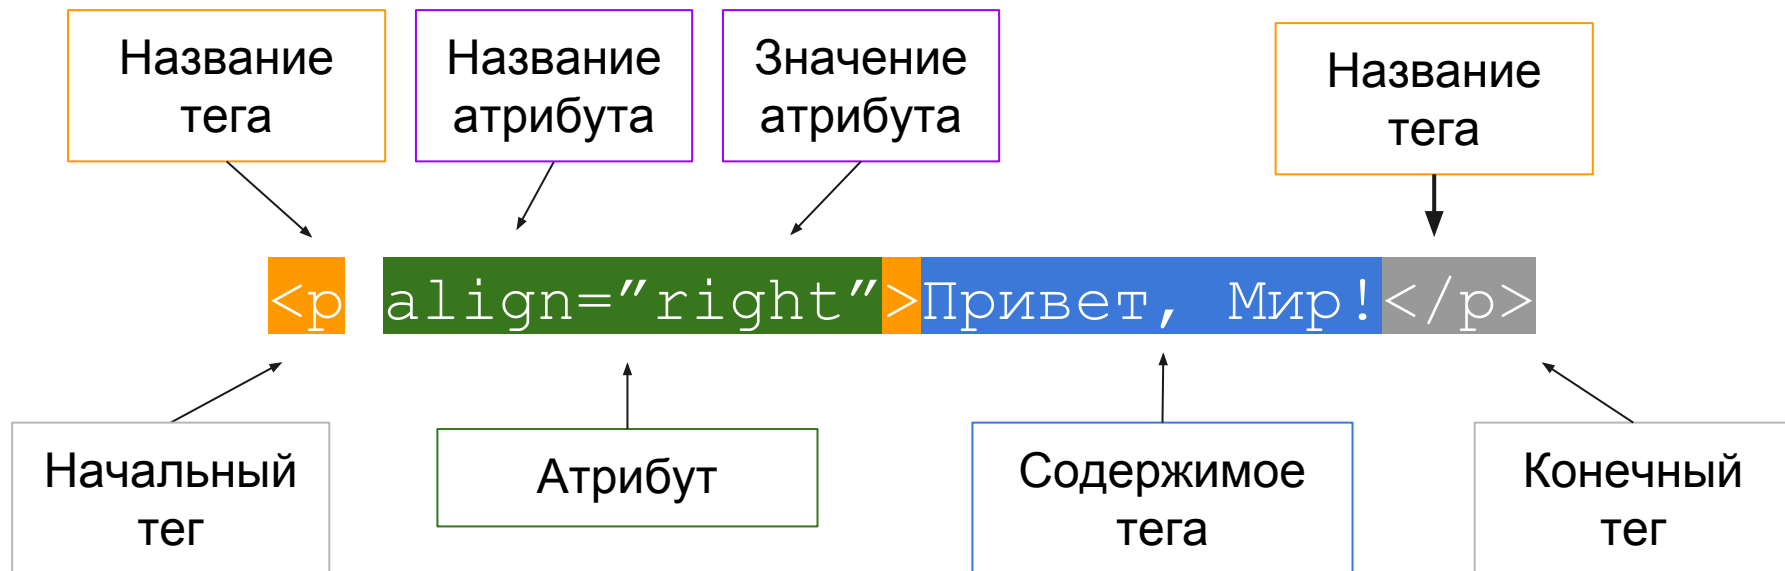 Название
тега
Название
атрибута
Значение
атрибута
Название
тега
<p align=”right”>Привет, Мир!</p>
Начальный
тег
Атрибут
Содержимое
тега
Конечный
тег